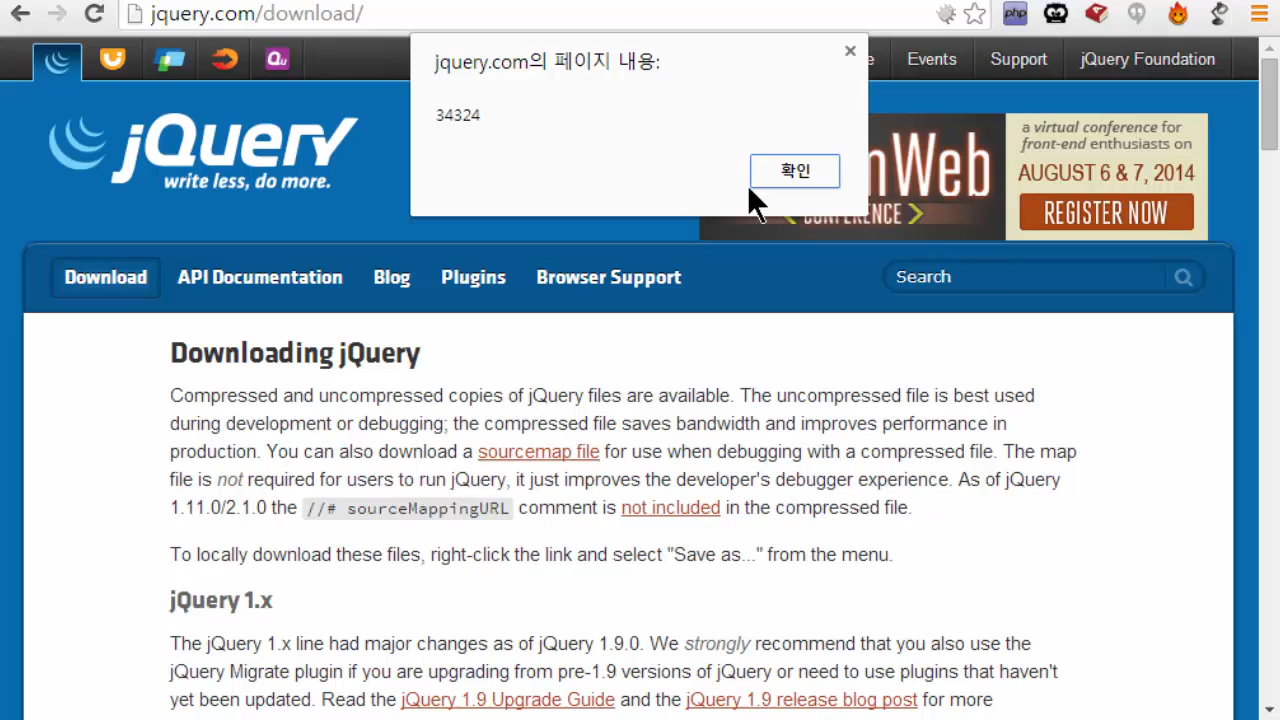 jquery.com/download/
php
jquery.com의 페이지 내용:
34324
확인
Qu
Events
Support
jQuery Foundation
jQuery
write less, do more.
Web
CONFERENCE
a virtual conference for
front-end enthusiasts on
AUGUST 6 & 7, 2014
REGISTER NOW
Download
API Documentation
Blog
Plugins
Browser Support
Search
Downloading jQuery
Compressed and uncompressed copies of jQuery files are available. The uncompressed file is best used
during development or debugging; the compressed file saves bandwidth and improves performance in
production. You can also download a sourcemap file for use when debugging with a compressed file. The map
file is not required for users to run jQuery, it just improves the developer's debugger experience. As of jQuery
1.11.0/2.1.0 the //# sourceMappingURL comment is not included in the compressed file.
To locally download these files, right-click the link and select "Save as..." from the menu.
jQuery 1.x
The jQuery 1.x line had major changes as of jQuery 1.9.0. We strongly recommend that you also use the
jQuery Migrate plugin if you are upgrading from pre-1.9 versions of jQuery or need to use plugins that haven't
yet been updated. Read the jQuery 1.9 Upgrade Guide and the jQuery 1.9 release blog post for more